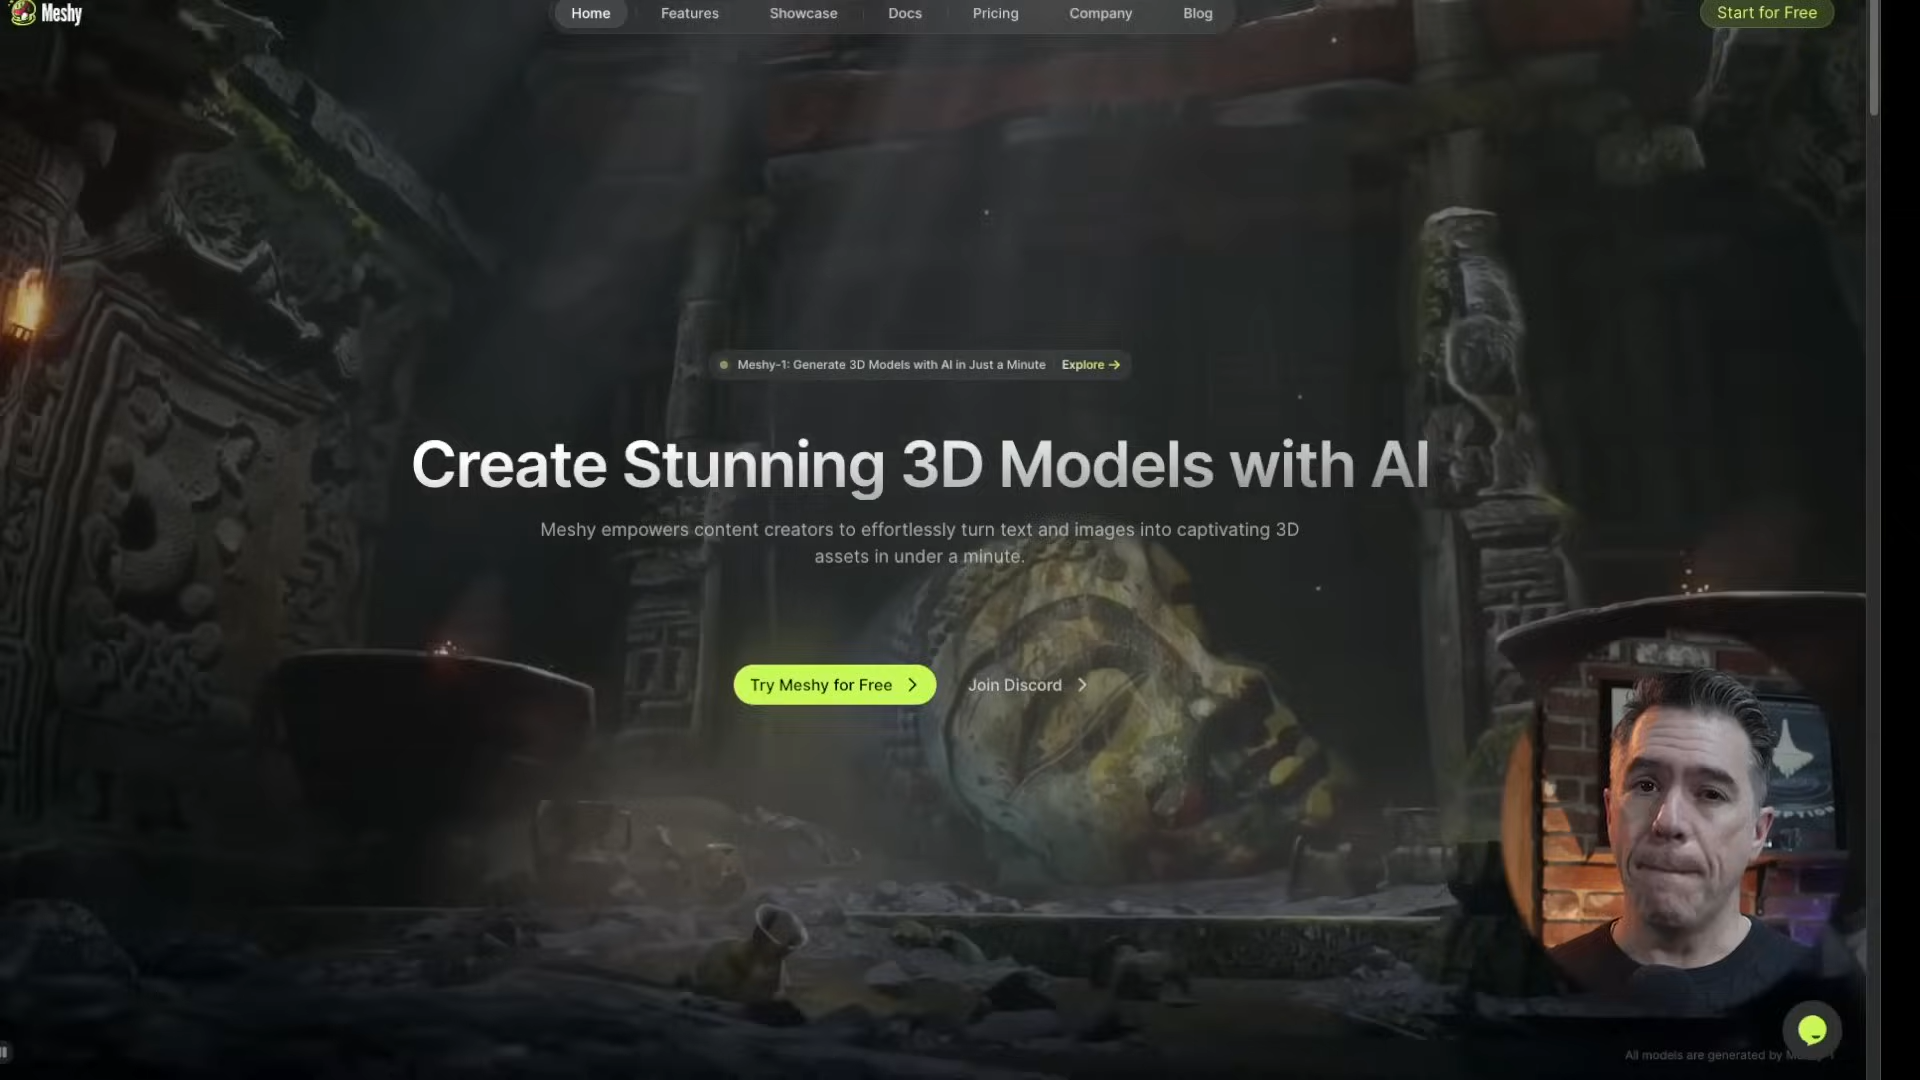 Meshy
Home
Features
Showcase
Docs
Pricing
Company
Blog
Start for Free
Meshy-1: Generate 3D Models with AI in Just a Minute
Explore →
Create Stunning 3D Models with AI
Meshy empowers content creators to effortlessly turn text and images into captivating 3D
assets in under a minute.
Try Meshy for Free
Join Discord
All models are generated by